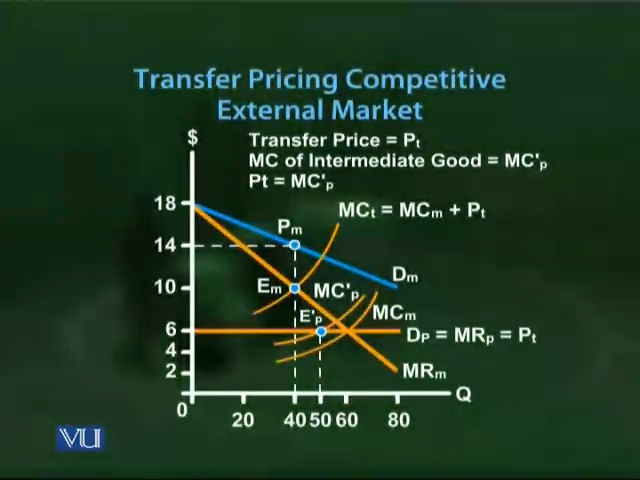 Transfer Pricing Competitive
External Market
$
Transfer Price = Pt
MC of Intermediate Good = MC'p
Pt = MC'p
18
MCt = MCm + Pt
Pm
14
Dm
10
Em
MC'p
E'p
MCm
6
DP = MRp = Pt
4
2
MRm
0
20
40
50
60
80
Q
VU